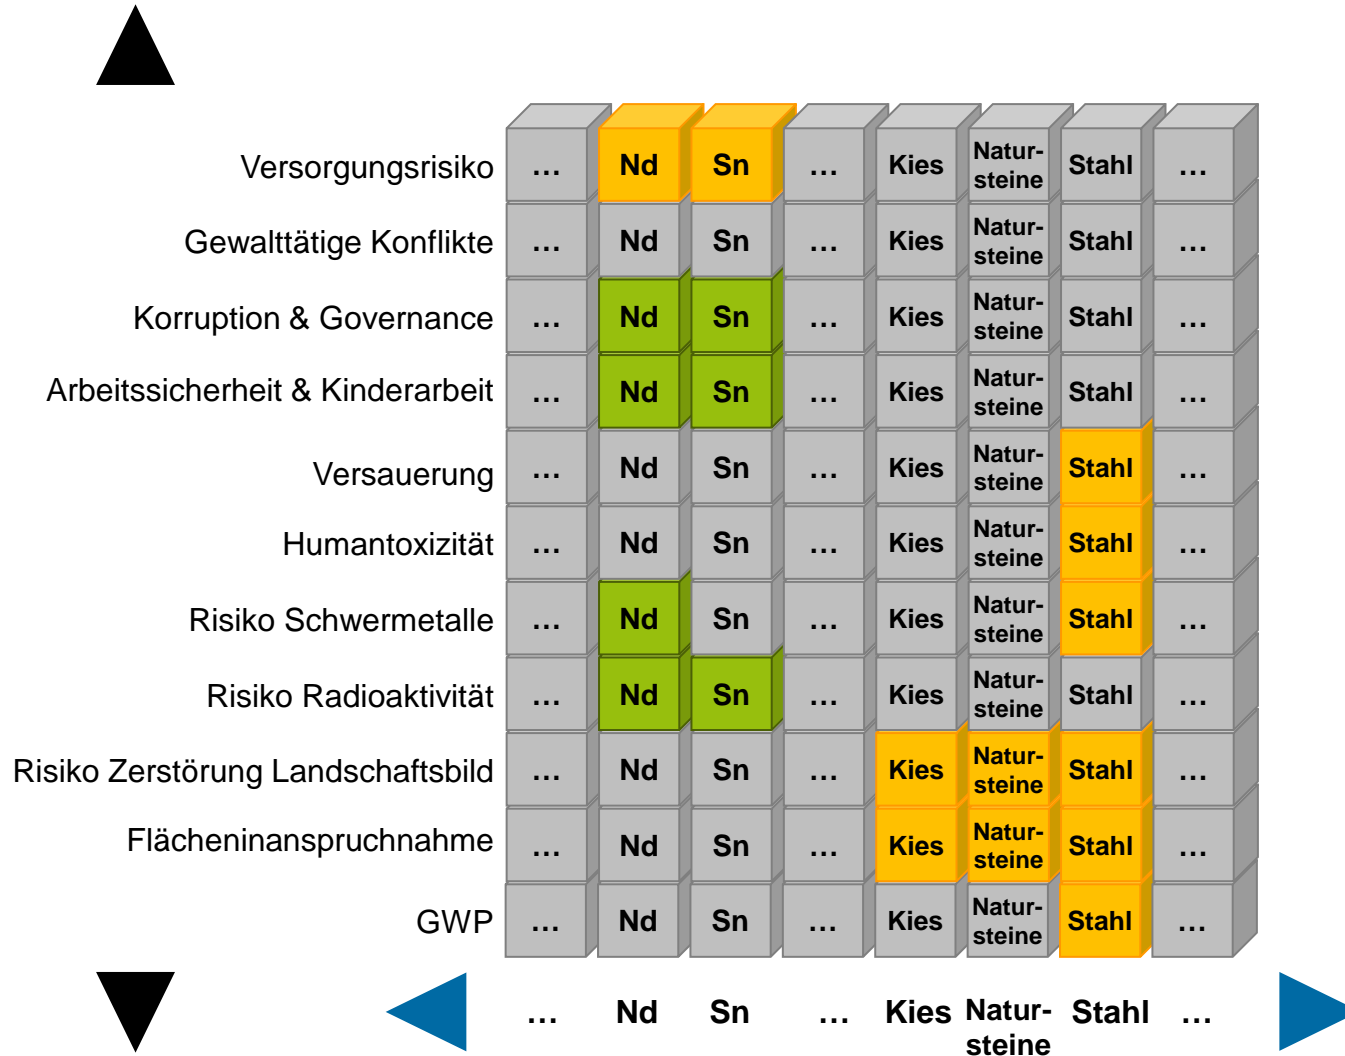 Versorgungsrisiko ... Nd Sn ... Kies Natur-steine Stahl ...
Gewalttätige Konflikte ... Nd Sn ... Kies Natur-steine Stahl ...
Korruption & Governance ... Nd Sn ... Kies Natur-steine Stahl ...
Arbeitssicherheit & Kinderarbeit ... Nd Sn ... Kies Natur-steine Stahl ...
Versauerung ... Nd Sn ... Kies Natur-steine Stahl ...
Humantoxizität ... Nd Sn ... Kies Natur-steine Stahl ...
Risiko Schwermetalle ... Nd Sn ... Kies Natur-steine Stahl ...
Risiko Radioaktivität ... Nd Sn ... Kies Natur-steine Stahl ...
Risiko Zerstörung Landschaftsbild ... Nd Sn ... Kies Natur-steine Stahl ...
Flächeninanspruchnahme ... Nd Sn ... Kies Natur-steine Stahl ...
GWP ... Nd Sn ... Kies Natur-steine Stahl ...
... Nd Sn ... Kies Natur-steine Stahl ...